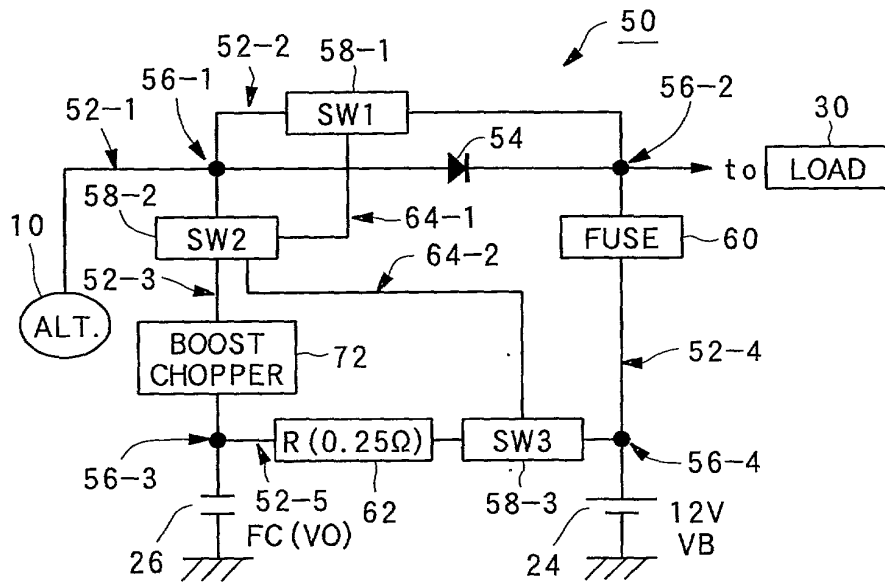 50
52-2
58-1
56-1
SW1
56-2
52-1
54
30
to LOAD
58-2
64-1
10
SW2
FUSE
60
64-2
52-3
ALT.
BOOST
CHOPPER
72
52-4
R(0.25Ω)
SW3
56-3
52-5
62
58-3
56-4
26
FC(VO)
24
12V
VB